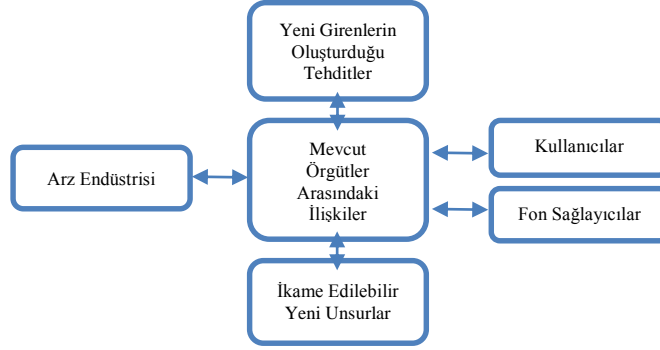 Yeni Girenlerin
Oluşturduğu
Tehditler
Arz Endüstrisi
Mevcut
Örgütler
Arasındaki
İlişkiler
Kullanıcılar
Fon Sağlayıcılar
İkame Edilebilir
Yeni Unsurlar